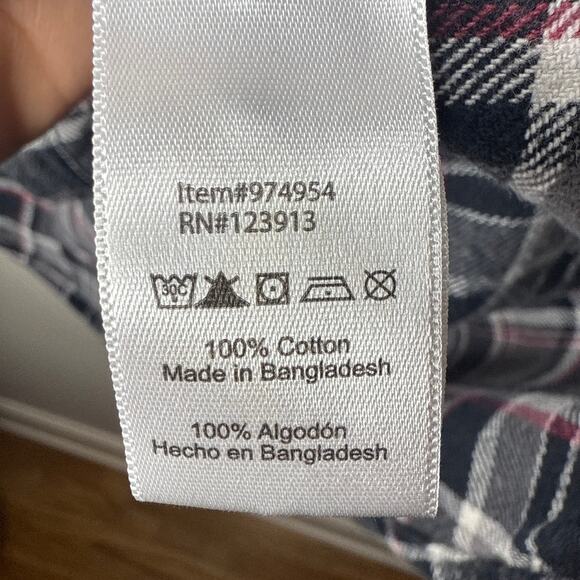 Item#974954
RN#123913
30C
100% Cotton
Made in Bangladesh
100% Algodón
Hecho en Bangladesh